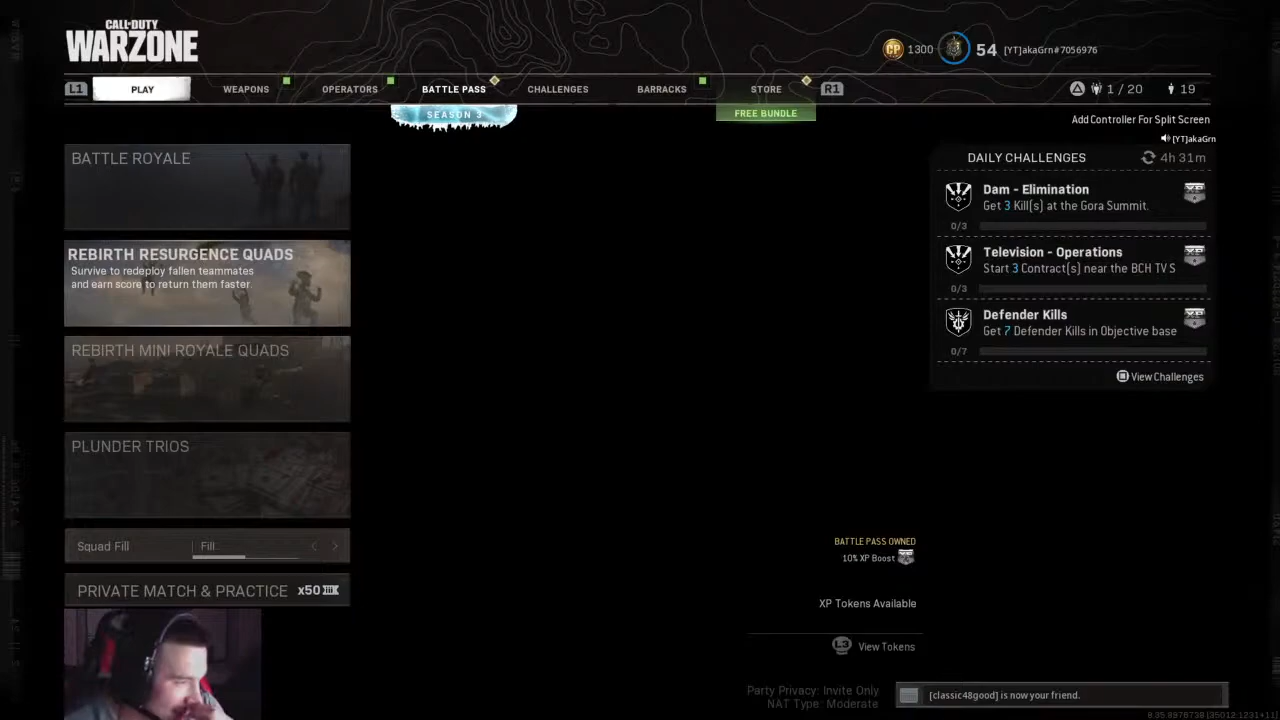 CALL OF DUTY
WARZONE
CP 1300 54 [YT]akaGrn#7056976
L1 PLAY WEAPONS OPERATORS BATTLE PASS CHALLENGES BARRACKS STORE R1 1 / 20 19
SEASON 3 FREE BUNDLE
Add Controller For Split Screen
[YT]akaGrn
BATTLE ROYALE
REBIRTH RESURGENCE QUADS
Survive to redeploy fallen teammates
and earn score to return them faster.
REBIRTH MINI ROYALE QUADS
PLUNDER TRIOS
Squad Fill Fill
PRIVATE MATCH & PRACTICE x50
DAILY CHALLENGES 4h 31m
Dam - Elimination
Get 3 Kill(s) at the Gora Summit.
0/3
Television - Operations
Start 3 Contract(s) near the BCH TV S
0/3
Defender Kills
Get 7 Defender Kills in Objective base
0/7
View Challenges
BATTLE PASS OWNED
10% XP Boost
XP Tokens Available
L3 View Tokens
Party Privacy: Invite Only
NAT Type: Moderate
[classic48good] is now your friend.